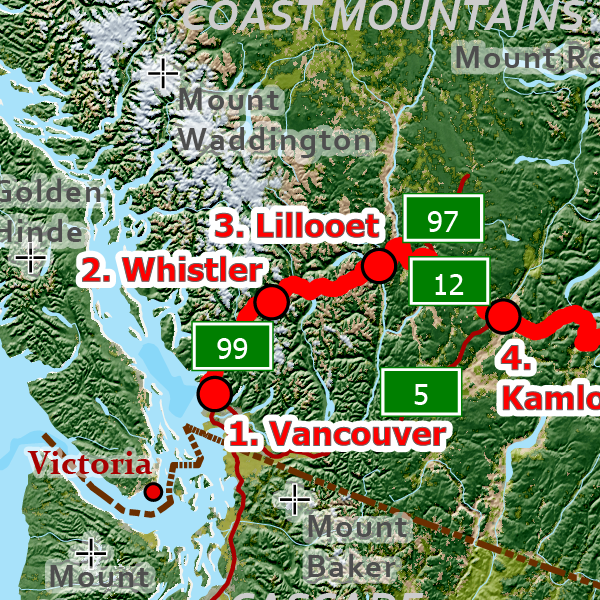 COAST MOUNTAINS
Mount Ro
Mount
Waddington
Golden
Hinde
3. Lillooet
97
2. Whistler
12
99
4.
Kamlo
5
1. Vancouver
Victoria
Mount
Baker
Mount
CASCADE